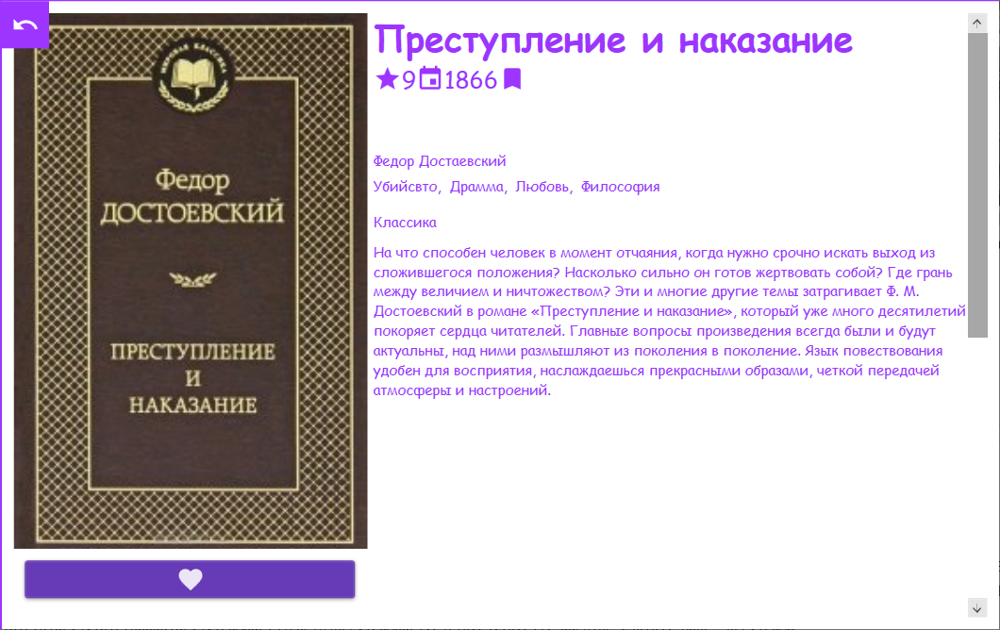 МИРОВАЯ КЛАССИКА
Федор
ДОСТОЕВСКИЙ
ПРЕСТУПЛЕНИЕ
И
НАКАЗАНИЕ
Преступление и наказание
9 1866
Федор Достаевский
Убийсвто, Драмма, Любовь, Философия
Классика
На что способен человек в момент отчаяния, когда нужно срочно искать выход из
сложившегося положения? Насколько сильно он готов жертвовать собой? Где грань
между величием и ничтожеством? Эти и многие другие темы затрагивает Ф. М.
Достоевский в романе «Преступление и наказание», который уже много десятилетий
покоряет сердца читателей. Главные вопросы произведения всегда были и будут
актуальны, над ними размышляют из поколения в поколение. Язык повествования
удобен для восприятия, наслаждаешься прекрасными образами, четкой передачей
атмосферы и настроений.